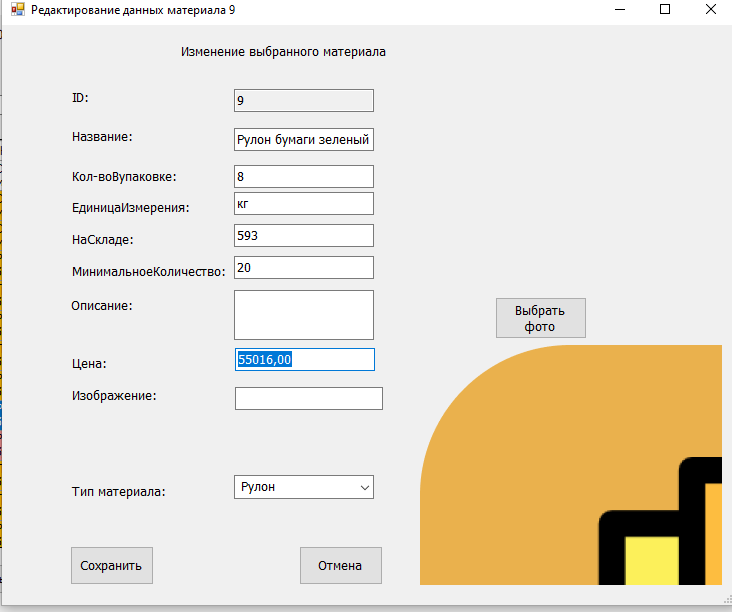 Редактирование данных материала 9
Изменение выбранного материала
ID:
9
Название:
Рулон бумаги зеленый
Кол-воВупаковке:
8
ЕдиницаИзмерения:
кг
НаСкладе:
593
МинимальноеКоличество:
20
Описание:
Выбрать
фото
Цена:
55016,00
Изображение:
Тип материала:
Рулон
Сохранить
Отмена